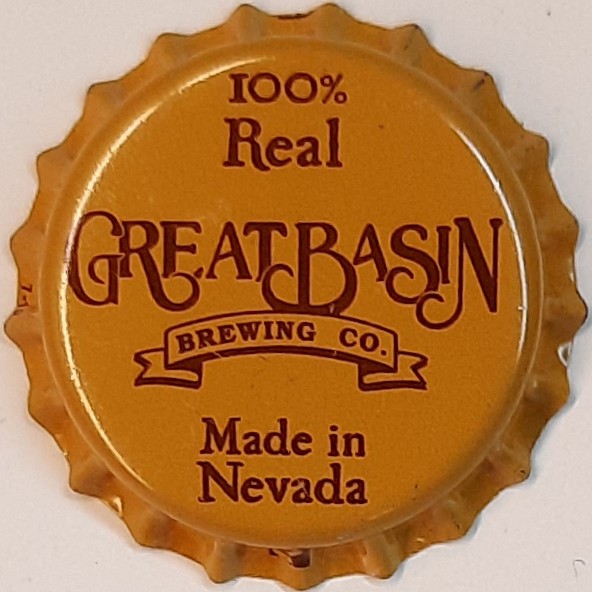 100%
Real
GREAT BASIN
BREWING CO.
Made in
Nevada